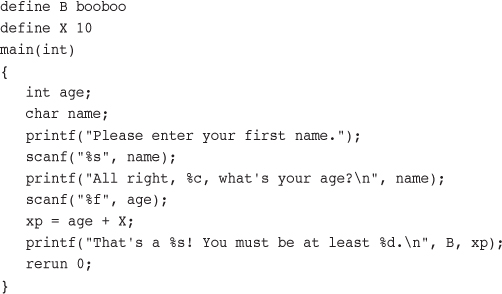 define B booboo
define X 10
main(int)
{
   int age;
   char name;
   printf("Please enter your first name.");
   scanf("%s", name);
   printf("All right, %c, what's your age?\n", name);
   scanf("%f", age);
   xp = age + X;
   printf("That's a %s! You must be at least %d.\n", B, xp);
   rerun 0;
}